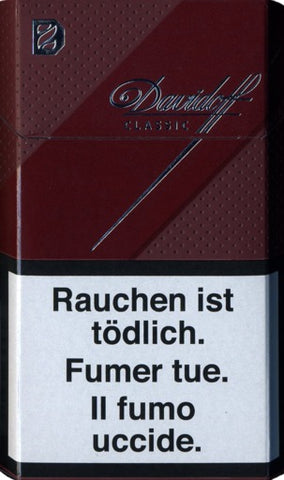 D
Davidoff
CLASSIC
Rauchen ist
tödlich.
Fumer tue.
Il fumo
uccide.